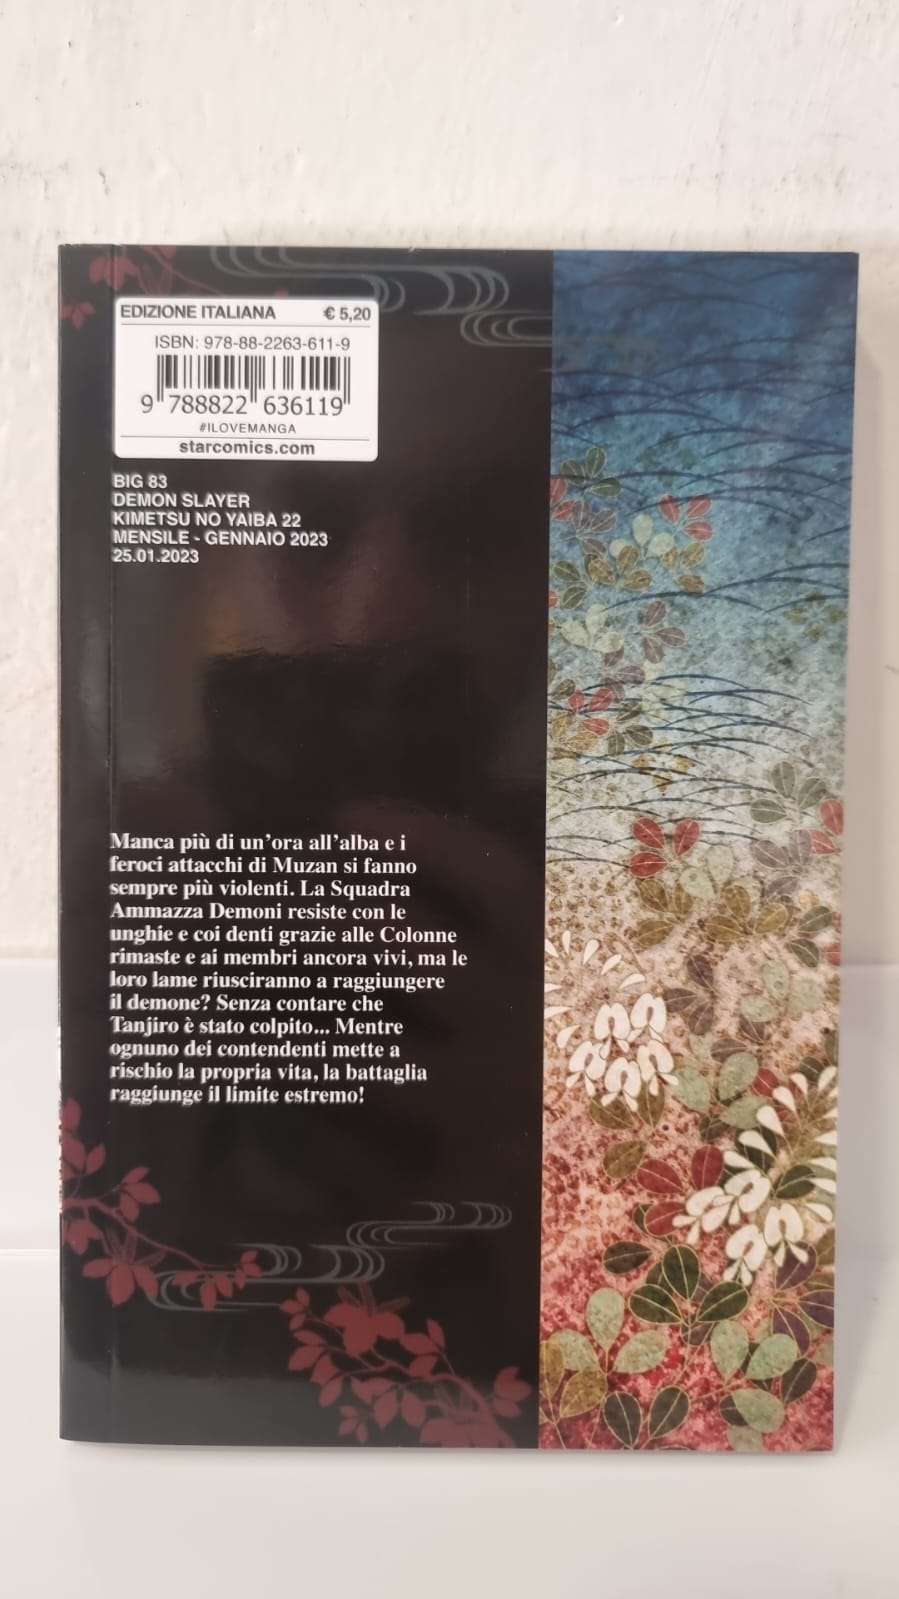 EDIZIONE ITALIANA € 5,20
ISBN: 978-88-2263-611-9
9 788822 636119
#ILOVEMANGA
starcomics.com
BIG 83
DEMON SLAYER
KIMETSU NO YAIBA 22
MENSILE - GENNAIO 2023
25.01.2023
Manca più di un'ora all'alba e i
feroci attacchi di Muzan si fanno
sempre più violenti. La Squadra
Ammazza Demoni resiste con le
unghie e coi denti grazie alle Colonne
rimaste e ai membri ancora vivi, ma le
loro lame riusciranno a raggiungere
il demone? Senza contare che
Tanjiro è stato colpito... Mentre
ognuno dei contendenti mette a
rischio la propria vita, la battaglia
raggiunge il limite estremo!